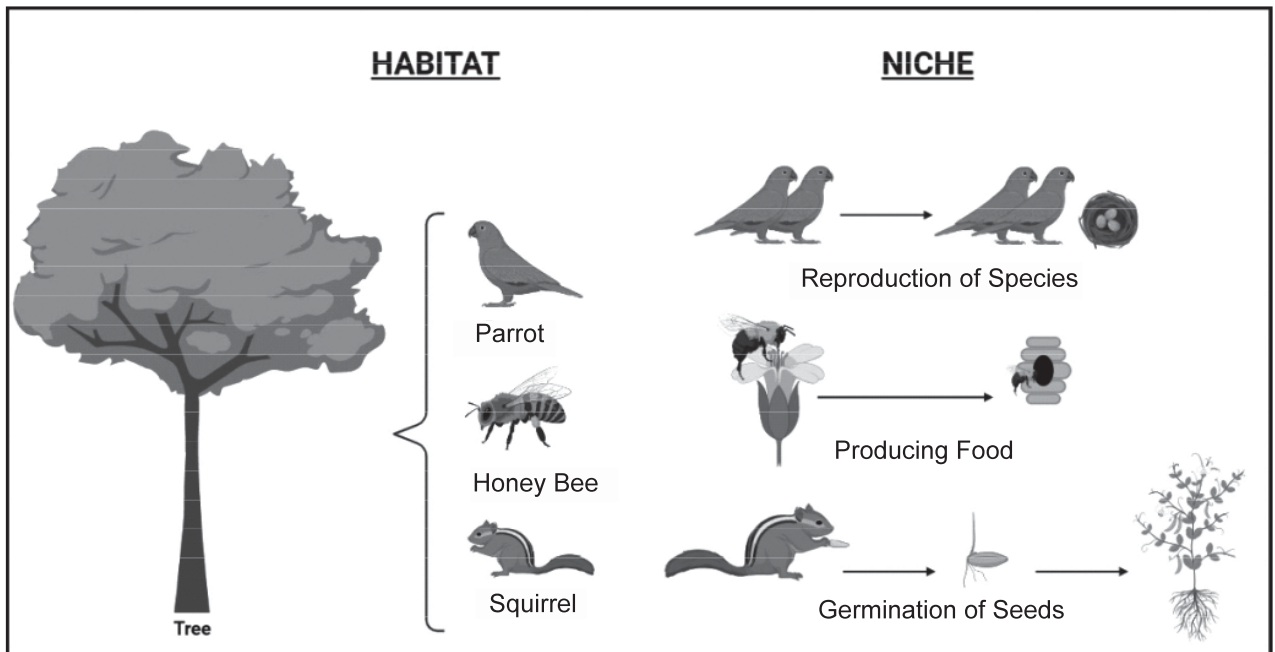 HABITAT
NICHE
Parrot
Honey Bee
Squirrel
Tree
Reproduction of Species
Producing Food
Germination of Seeds